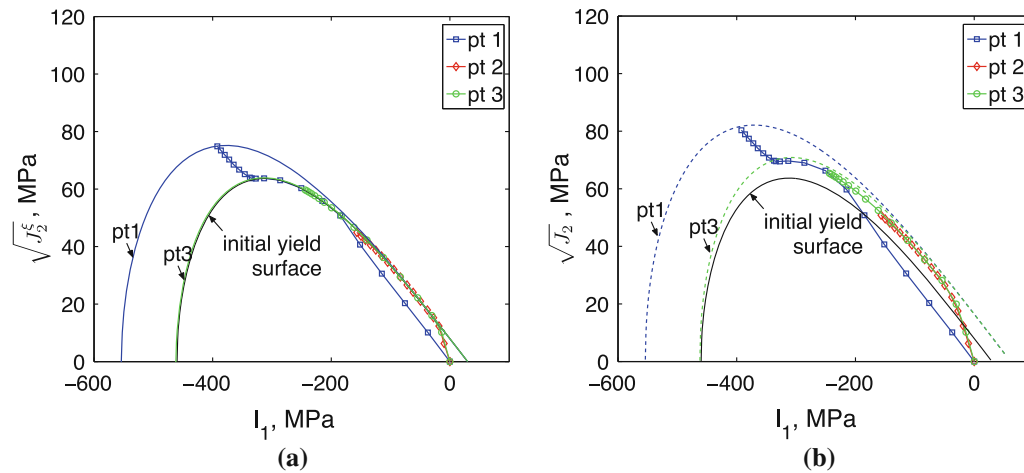 120
100
80
60
40
20
0
−600
−400
−200
0
√J₂^ξ , MPa
I₁, MPa
pt 1
pt 2
pt 3
pt1
pt3
initial yield
surface
(a)
120
100
80
60
40
20
0
−600
−400
−200
0
√J₂ , MPa
I₁, MPa
pt 1
pt 2
pt 3
pt1
pt3
initial yield
surface
(b)